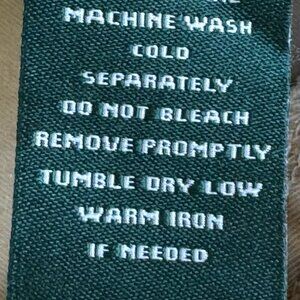 MACHINE WASH
COLD
SEPARATELY
DO NOT BLEACH
REMOVE PROMPTLY
TUMBLE DRY LOW
WARM IRON
IF NEEDED